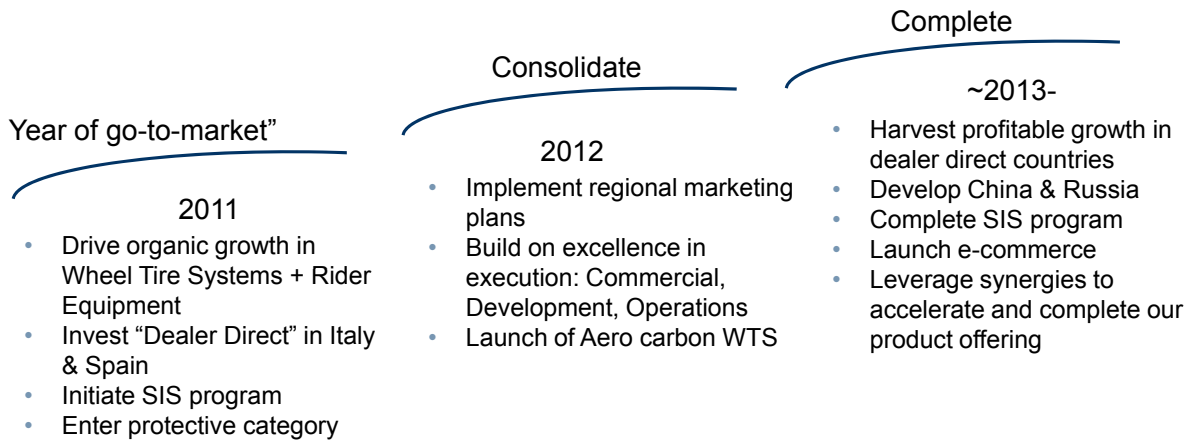 Year of go-to-market”
2011
• Drive organic growth in
Wheel Tire Systems + Rider
Equipment
• Invest “Dealer Direct” in Italy
& Spain
• Initiate SIS program
• Enter protective category
Consolidate
2012
• Implement regional marketing
plans
• Build on excellence in
execution: Commercial,
Development, Operations
• Launch of Aero carbon WTS
Complete
~2013-
• Harvest profitable growth in
dealer direct countries
• Develop China & Russia
• Complete SIS program
• Launch e-commerce
• Leverage synergies to
accelerate and complete our
product offering